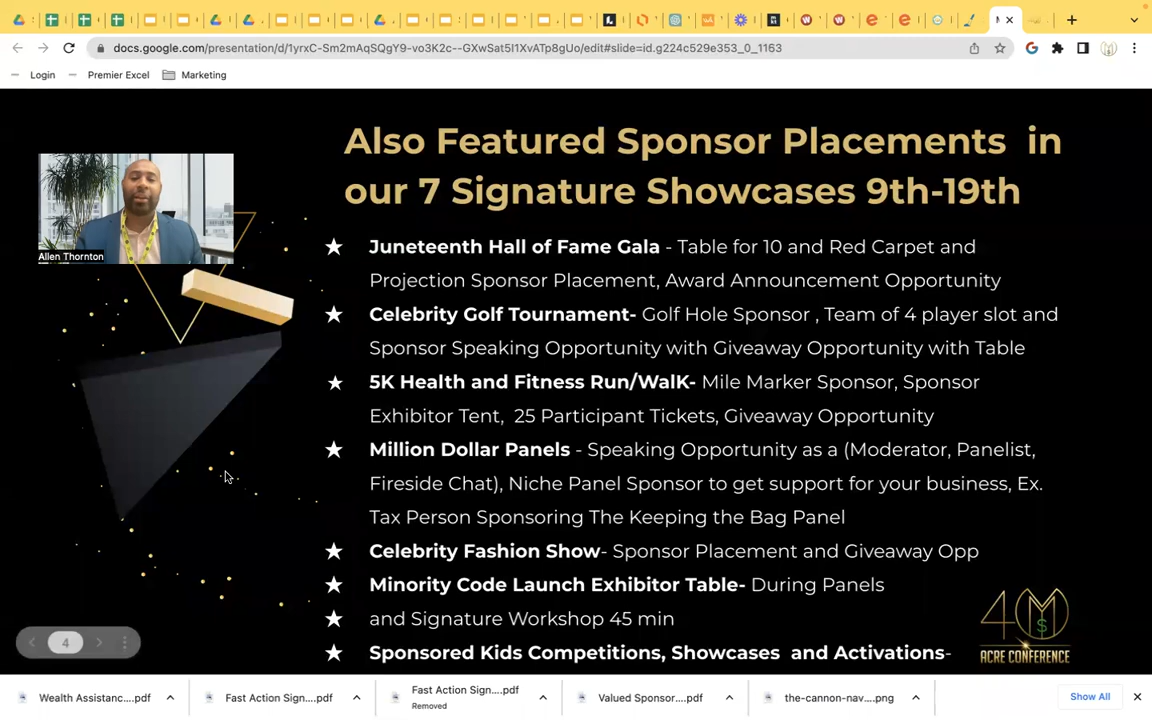 docs.google.com/presentation/d/1yrxC-Sm2mAqSQgY9-vo3K2c--GXwSat5I1XvATp8gUo/edit#slide=id.g224c529e353_0_1163
Login
Premier Excel
Marketing
Also Featured Sponsor Placements in
our 7 Signature Showcases 9th-19th
Allen Thornton
★ Juneteenth Hall of Fame Gala - Table for 10 and Red Carpet and
Projection Sponsor Placement, Award Announcement Opportunity
★ Celebrity Golf Tournament- Golf Hole Sponsor , Team of 4 player slot and
Sponsor Speaking Opportunity with Giveaway Opportunity with Table
★ 5K Health and Fitness Run/WalK- Mile Marker Sponsor, Sponsor
Exhibitor Tent, 25 Participant Tickets, Giveaway Opportunity
★ Million Dollar Panels - Speaking Opportunity as a (Moderator, Panelist,
Fireside Chat), Niche Panel Sponsor to get support for your business, Ex.
Tax Person Sponsoring The Keeping the Bag Panel
★ Celebrity Fashion Show- Sponsor Placement and Giveaway Opp
★ Minority Code Launch Exhibitor Table- During Panels
★ and Signature Workshop 45 min
★ Sponsored Kids Competitions, Showcases and Activations-
4
40M
$
ACRE CONFERENCE
Wealth Assistanc....pdf
Fast Action Sign....pdf
Fast Action Sign....pdf
Removed
Valued Sponsor....pdf
the-cannon-nav....png
Show All